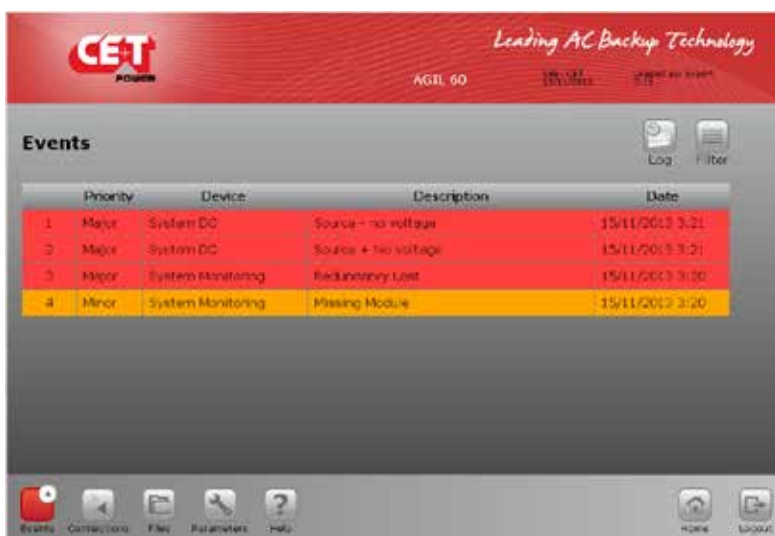 CE+T
POWER
Leading AC Backup Technology
AGIL 60
Events
Log Filter
Priority Device Description Date
1 Major System DC Source - no voltage 15/11/2013 3:21
2 Major System DC Source + no voltage 15/11/2013 3:21
3 Major System Monitoring Redundancy Lost 15/11/2013 3:20
4 Minor System Monitoring Missing Module 15/11/2013 3:20
Events Connections Files Parameters Help Home Logout